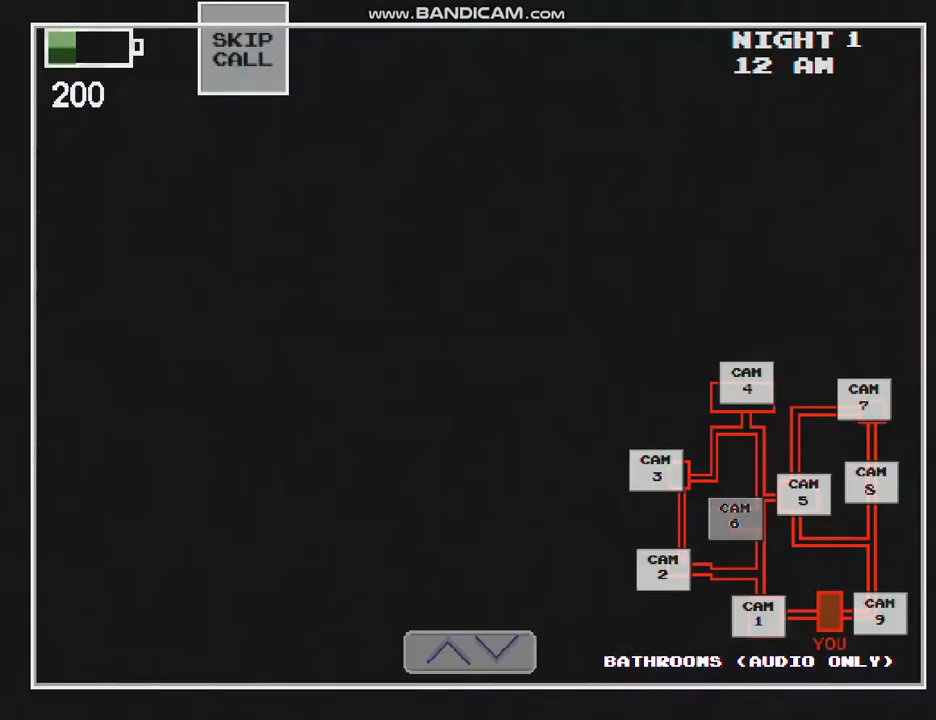 www.BANDICAM.com
SKIP
CALL
NIGHT 1
12 AM
200
CAM
4
CAM
7
CAM
3
CAM
8
CAM
5
CAM
6
CAM
2
CAM
1
CAM
9
YOU
BATHROOMS (AUDIO ONLY)